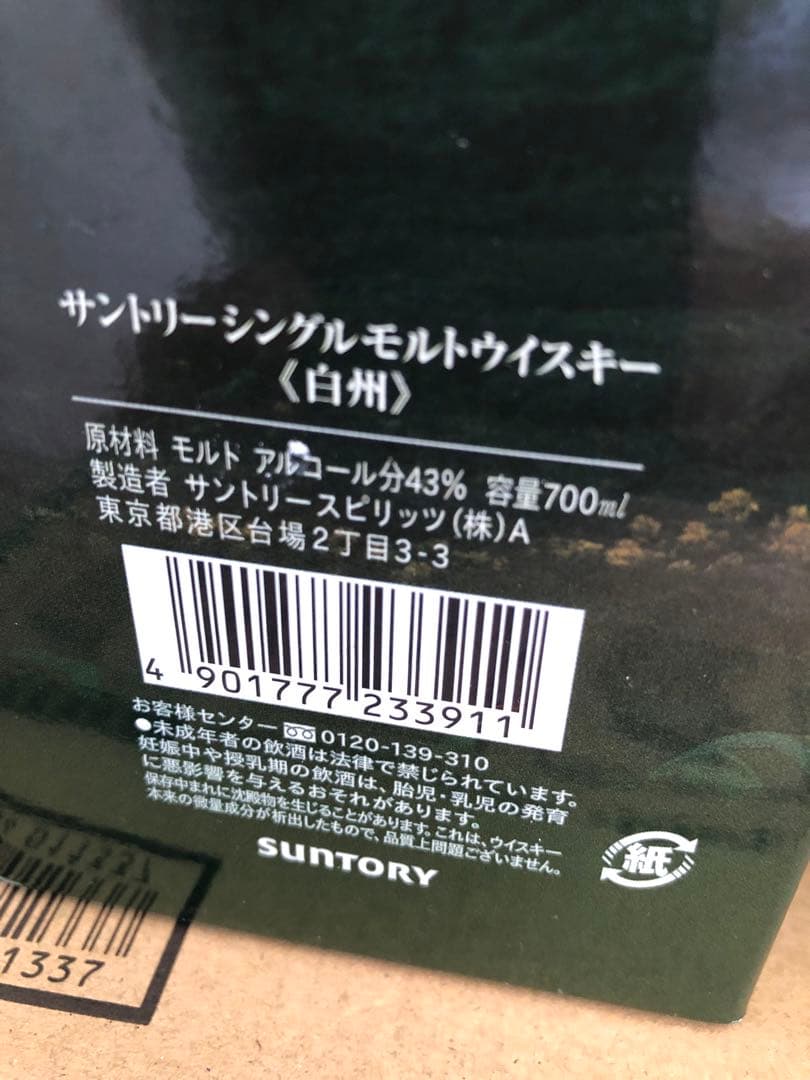 サントリーシングルモルトウイスキー
《白州》
原材料 モルト アルコール分43% 容量700ml
製造者 サントリースピリッツ(株)A
東京都港区台場2丁目3-3
4 901777 233911
お客様センター 0120-139-310
●未成年者の飲酒は法律で禁じられています。
妊娠中や授乳期の飲酒は、胎児・乳児の発育
に悪影響を与えるおそれがあります。
保存中まれに沈殿物を生じることがあります。これは、ウイスキー
本来の微量成分が析出したもので、品質上問題ございません。
SUNTORY
紙
1337